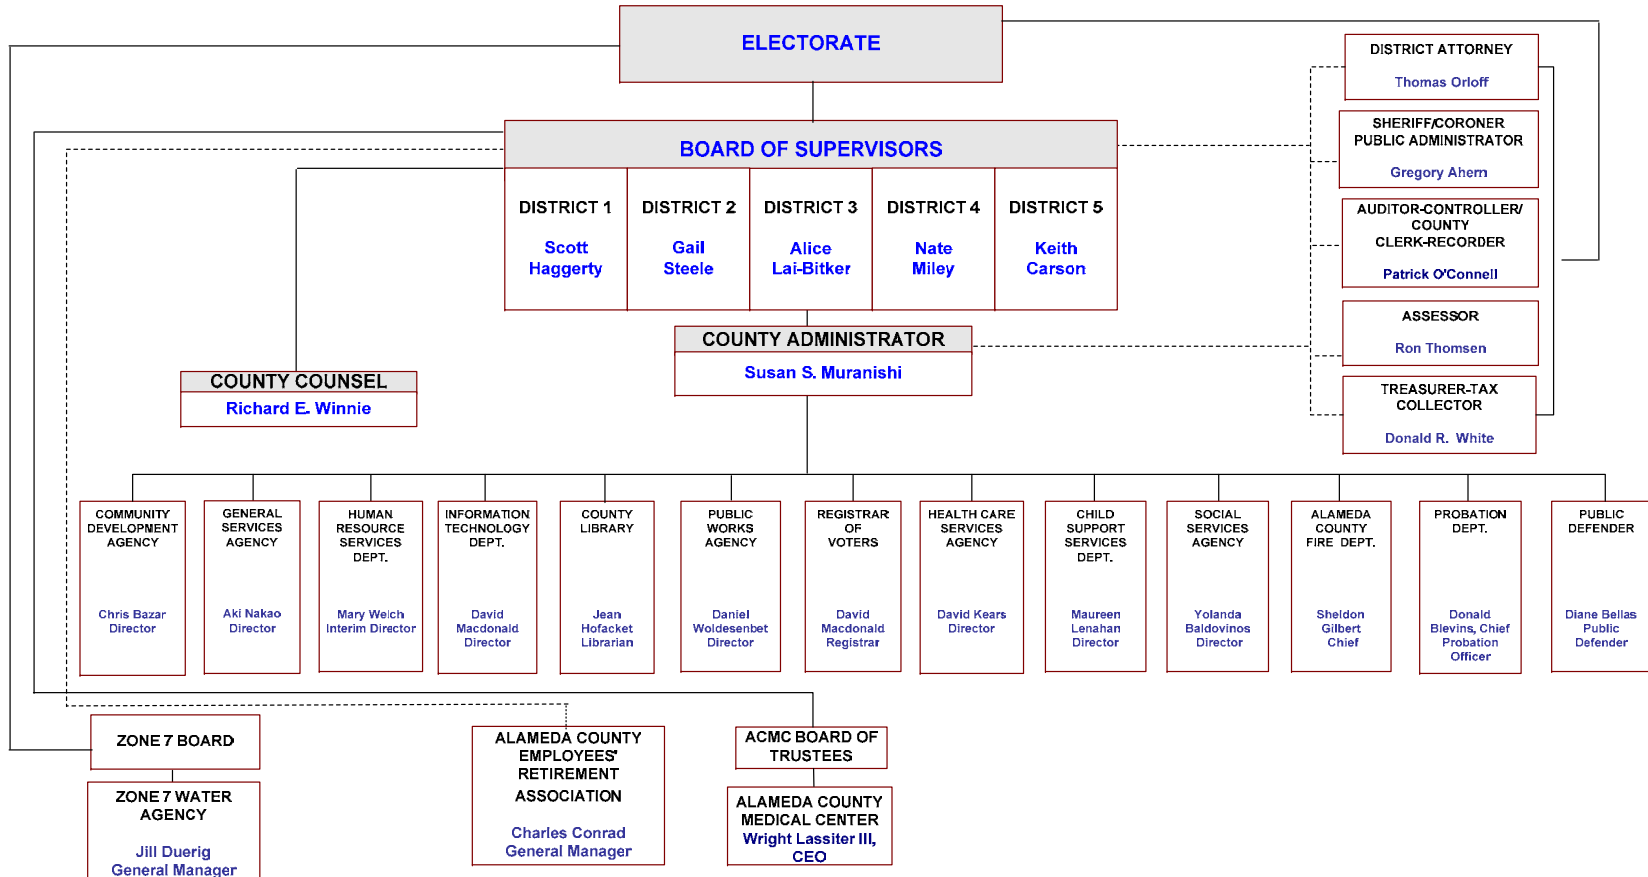 ELECTORATE
BOARD OF SUPERVISORS
DISTRICT 1
Scott
Haggerty
DISTRICT 2
Gail
Steele
DISTRICT 3
Alice
Lai-Bitker
DISTRICT 4
Nate
Miley
DISTRICT 5
Keith
Carson
DISTRICT ATTORNEY
Thomas Orloff
SHERIFF/CORONER
PUBLIC ADMINISTRATOR
Gregory Ahern
AUDITOR-CONTROLLER/
COUNTY
CLERK-RECORDER
Patrick O'Connell
ASSESSOR
Ron Thomsen
TREASURER-TAX
COLLECTOR
Donald R. White
COUNTY ADMINISTRATOR
Susan S. Muranishi
COUNTY COUNSEL
Richard E. Winnie
COMMUNITY
DEVELOPMENT
AGENCY
Chris Bazar
Director
GENERAL
SERVICES
AGENCY
Aki Nakao
Director
HUMAN
RESOURCE
SERVICES
DEPT.
Mary Welch
Interim Director
INFORMATION
TECHNOLOGY
DEPT.
David
Macdonald
Director
COUNTY
LIBRARY
Jean
Hofacket
Librarian
PUBLIC
WORKS
AGENCY
Daniel
Woldesenbet
Director
REGISTRAR
OF
VOTERS
David
Macdonald
Registrar
HEALTH CARE
SERVICES
AGENCY
David Kears
Director
CHILD
SUPPORT
SERVICES
DEPT.
Maureen
Lenahan
Director
SOCIAL
SERVICES
AGENCY
Yolanda
Baldovinos
Director
ALAMEDA
COUNTY
FIRE DEPT.
Sheldon
Gilbert
Chief
PROBATION
DEPT.
Donald
Blevins, Chief
Probation
Officer
PUBLIC
DEFENDER
Diane Bellas
Public
Defender
ZONE 7 BOARD
ZONE 7 WATER
AGENCY
Jill Duerig
General Manager
ALAMEDA COUNTY
EMPLOYEES'
RETIREMENT
ASSOCIATION
Charles Conrad
General Manager
ACMC BOARD OF
TRUSTEES
ALAMEDA COUNTY
MEDICAL CENTER
Wright Lassiter III,
CEO